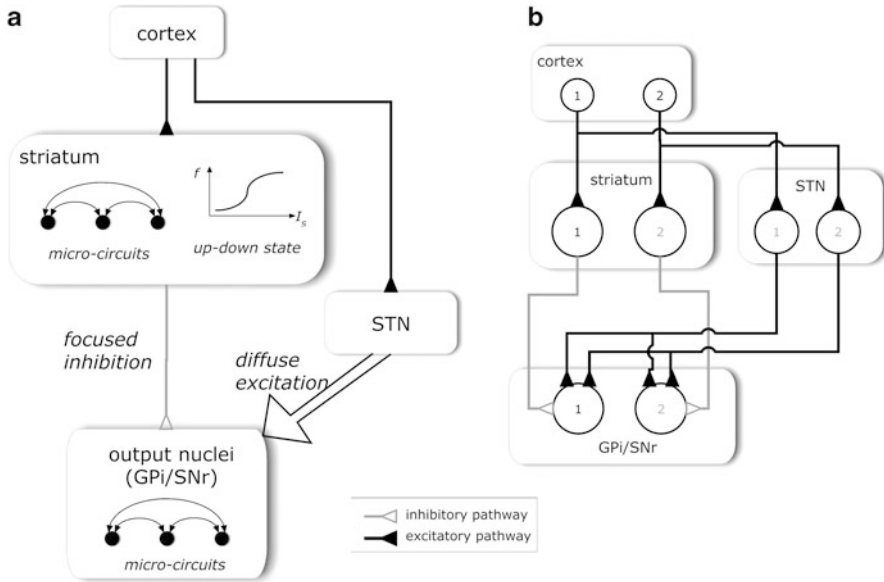 a
cortex
striatum
f
I_s
micro-circuits
up-down state
focused
inhibition
STN
diffuse
excitation
output nuclei
(GPi/SNr)
micro-circuits
inhibitory pathway
excitatory pathway
b
cortex
1 2
striatum
STN
1 2
1 2
1 2
GPi/SNr